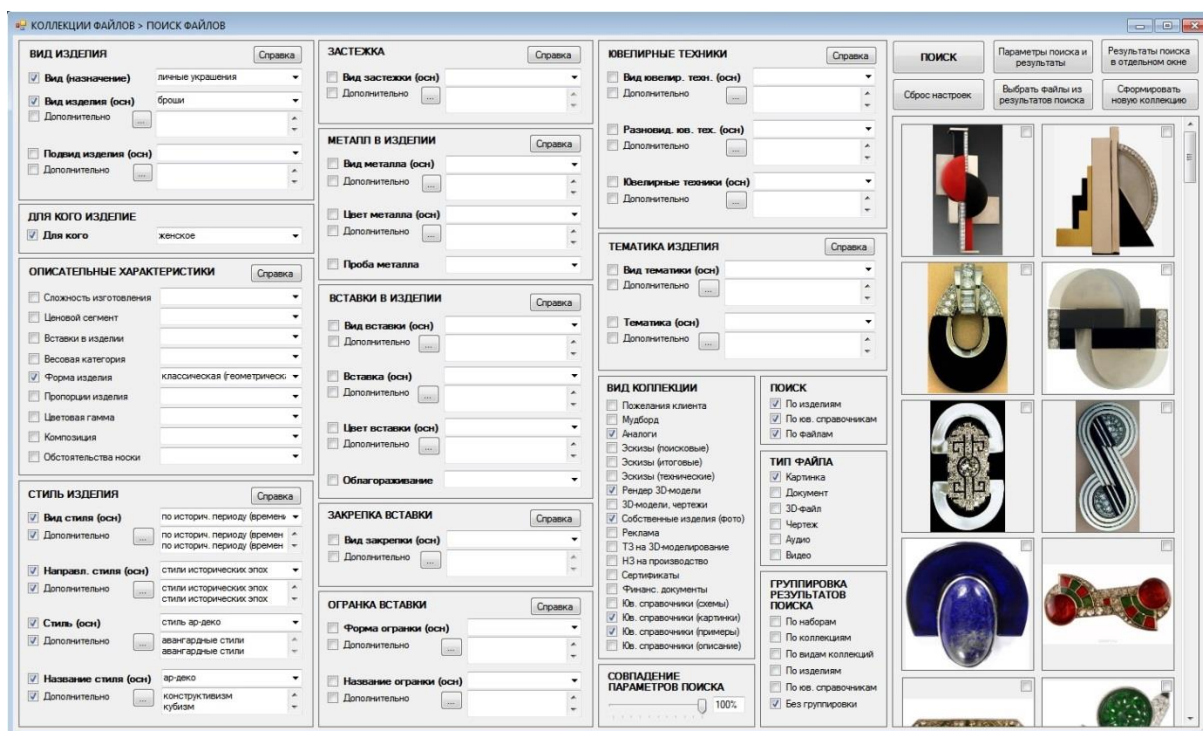 КОЛЛЕКЦИИ ФАЙЛОВ > ПОИСК ФАЙЛОВ
ВИД ИЗДЕЛИЯ
Справка
Вид (назначение)
личные украшения
Вид изделия (осн)
броши
Дополнительно
...
Подвид изделия (осн)
Дополнительно
...
ДЛЯ КОГО ИЗДЕЛИЕ
Для кого
женское
ОПИСАТЕЛЬНЫЕ ХАРАКТЕРИСТИКИ
Справка
Сложность изготовления
Ценовой сегмент
Вставки в изделии
Весовая категория
Форма изделия
классическая (геометрическ
Пропорции изделия
Цветовая гамма
Композиция
Обстоятельства носки
СТИЛЬ ИЗДЕЛИЯ
Справка
Вид стиля (осн)
по историч. периоду (времен
Дополнительно
...
по историч. периоду (времен
по историч. периоду (времен
Направл. стиля (осн)
стили исторических эпох
Дополнительно
...
стили исторических эпох
стили исторических эпох
Стиль (осн)
стиль ар-деко
Дополнительно
...
авангардные стили
авангардные стили
Название стиля (осн)
ар-деко
Дополнительно
...
конструктивизм
кубизм
ЗАСТЕЖКА
Справка
Вид застежки (осн)
Дополнительно
...
МЕТАЛЛ В ИЗДЕЛИИ
Справка
Вид металла (осн)
Дополнительно
...
Цвет металла (осн)
Дополнительно
...
Проба металла
ВСТАВКИ В ИЗДЕЛИИ
Справка
Вид вставки (осн)
Дополнительно
...
Вставка (осн)
Дополнительно
...
Цвет вставки (осн)
Дополнительно
...
Облагораживание
ЗАКРЕПКА ВСТАВКИ
Справка
Вид закрепки (осн)
Дополнительно
...
ОГРАНКА ВСТАВКИ
Справка
Форма огранки (осн)
Дополнительно
...
Название огранки (осн)
Дополнительно
...
ЮВЕЛИРНЫЕ ТЕХНИКИ
Справка
Вид ювелир. техн. (осн)
Дополнительно
...
Разновид. юв. тех. (осн)
Дополнительно
...
Ювелирные техники (осн)
Дополнительно
...
ТЕМАТИКА ИЗДЕЛИЯ
Справка
Вид тематики (осн)
Дополнительно
...
Тематика (осн)
Дополнительно
...
ВИД КОЛЛЕКЦИИ
Пожелания клиента
Мудборд
Аналоги
Эскизы (поисковые)
Эскизы (итоговые)
Эскизы (технические)
Рендер 3D-модели
3D-модели, чертежи
Собственные изделия (фото)
Реклама
ТЗ на 3D-моделирование
НЗ на производство
Сертификаты
Финанс. документы
Юв. справочники (схемы)
Юв. справочники (картинки)
Юв. справочники (примеры)
Юв. справочники (описание)
СОВПАДЕНИЕ
ПАРАМЕТРОВ ПОИСКА
100%
ПОИСК
По изделиям
По юв. справочникам
По файлам
ТИП ФАЙЛА
Картинка
Документ
3D-файл
Чертеж
Аудио
Видео
ГРУППИРОВКА
РЕЗУЛЬТАТОВ
ПОИСКА
По наборам
По коллекциям
По видам коллекций
По изделиям
По юв. справочникам
Без группировки
ПОИСК
Параметры поиска и
результаты
Результаты поиска
в отдельном окне
Сброс настроек
Выбрать файлы из
результатов поиска
Сформировать
новую коллекцию